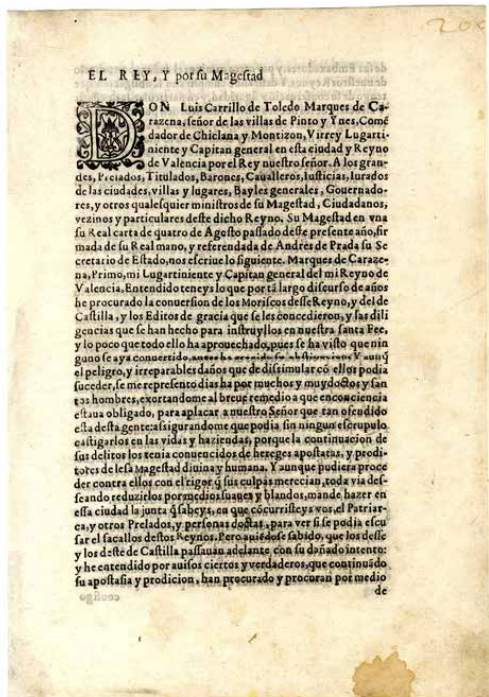 EL REY, Y por su Magestad
DON Luis Carrillo de Toledo Marques de Ca-
razena, señor de las villas de Pinto y Ynes, Come
dador de Chiclana y Montizon, Virrey Lugarti-
niente y Capitan general en esta ciudad y Reyno
de Valencia por el Rey nuestro señor. A los gran-
des, Prelados, Titulados, Barones, Caualleros, Iusticias, Iurados
de las ciudades, villas y lugares, Bayles generales, Gouernado-
res, y otros qualesquier ministros de su Magestad, Ciudadanos,
vezinos y particulares deste dicho Reyno. Su Magestad en vna
su Real carta de quatro de Agosto passado deste presente año, fir
mada de su Real mano, y referendada de Andres de Prada su Se
cretario de Estado, nos escriue lo siguiente. Marques de Caraze-
na, Primo, mi Lugartiniente y Capitan general del mi Reyno de
Valencia. Entendido teneys lo que por tã largo discurso de años
he procurado la conuersion de los Moriscos desse Reyno, y del de
Castilla, y los Editos de gracia que se les concedieron, y las dili
gencias que se han hecho para instruyllos en nuestra santa Fee,
y lo poco que todo ello ha aprouechado, pues se ha visto que nin
guno se aya conuertido, antes ha crecido su obstinacion. Y aunq̃
el peligro, y irreparables daños que de dissimular cõ ellos podia
suceder, se me represento dias ha por muchos y muy doctos y san
tos hombres, exortandome al breue remedio a que en conciencia
estaua obligado, para aplacar a nuestro Señor que tan ofendido
esta desta gente: assigurandome que podia sin ningun escrupulo
castigarlos en las vidas y haziendas, porque la continuacion de
sus delitos los tenia conuencidos de hereges apostatas, y prodi-
tores de lesa Magestad diuina y humana. Y aunque pudiera proce
der contra ellos con el rigor q̃ sus culpas merecian, toda via des-
seando reduzirlos por medios suaues y blandos, mande hazer en
essa ciudad la junta q̃ sabeys, en que cõcurristeys vos, el Patriar-
ca, y otros Prelados, y personas doctas, para ver si se podia escu
sar el sacallos destos Reynos. Pero auiẽdose sabido, que los desse
y los deste de Castilla passauan adelante con su dañado intento:
y he entendido por auisos ciertos y verdaderos, que continuãdo
su apostasia y prodicion, han procurado y procuran por medio
de